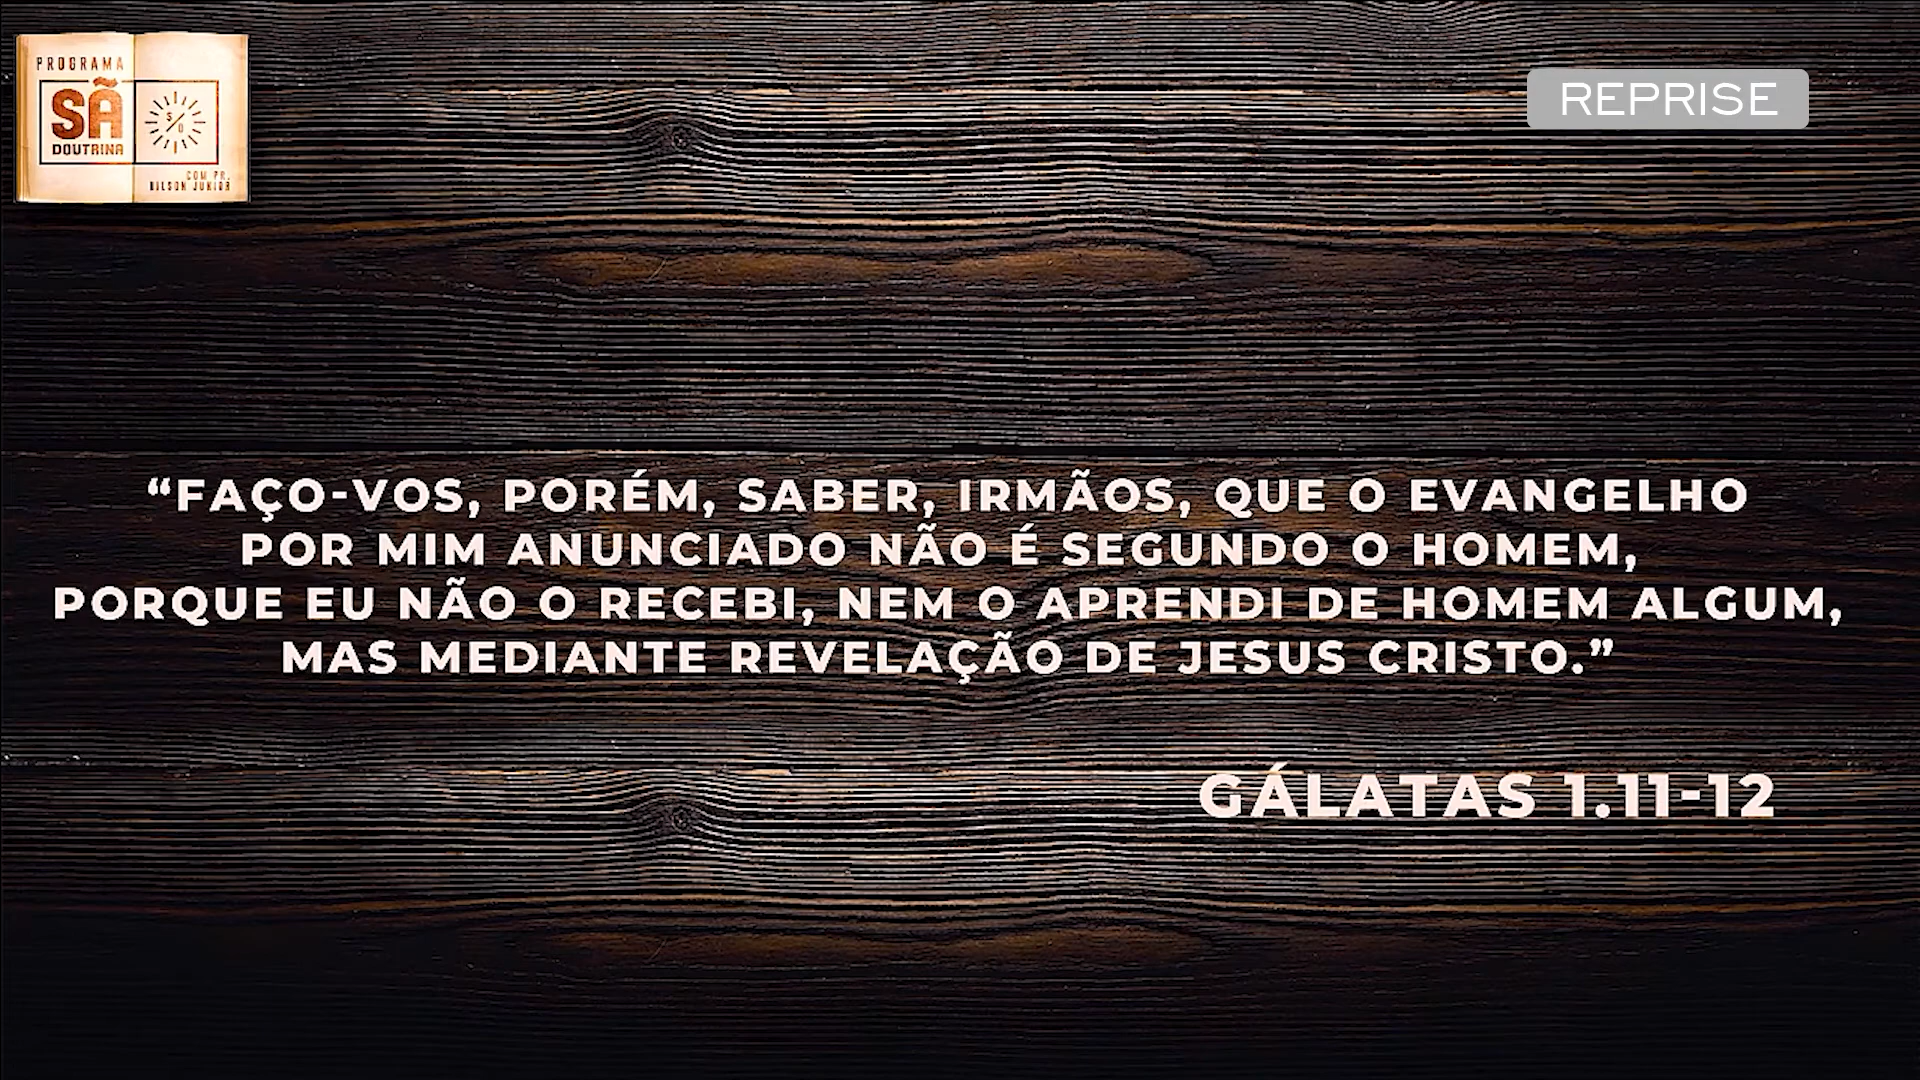 PROGRAMA
SÃ
DOUTRINA
S/D
COM PR.
REPRISE
“FAÇO-VOS, PORÉM, SABER, IRMÃOS, QUE O EVANGELHO
POR MIM ANUNCIADO NÃO É SEGUNDO O HOMEM,
PORQUE EU NÃO O RECEBI, NEM O APRENDI DE HOMEM ALGUM,
MAS MEDIANTE REVELAÇÃO DE JESUS CRISTO.”
GÁLATAS 1.11-12